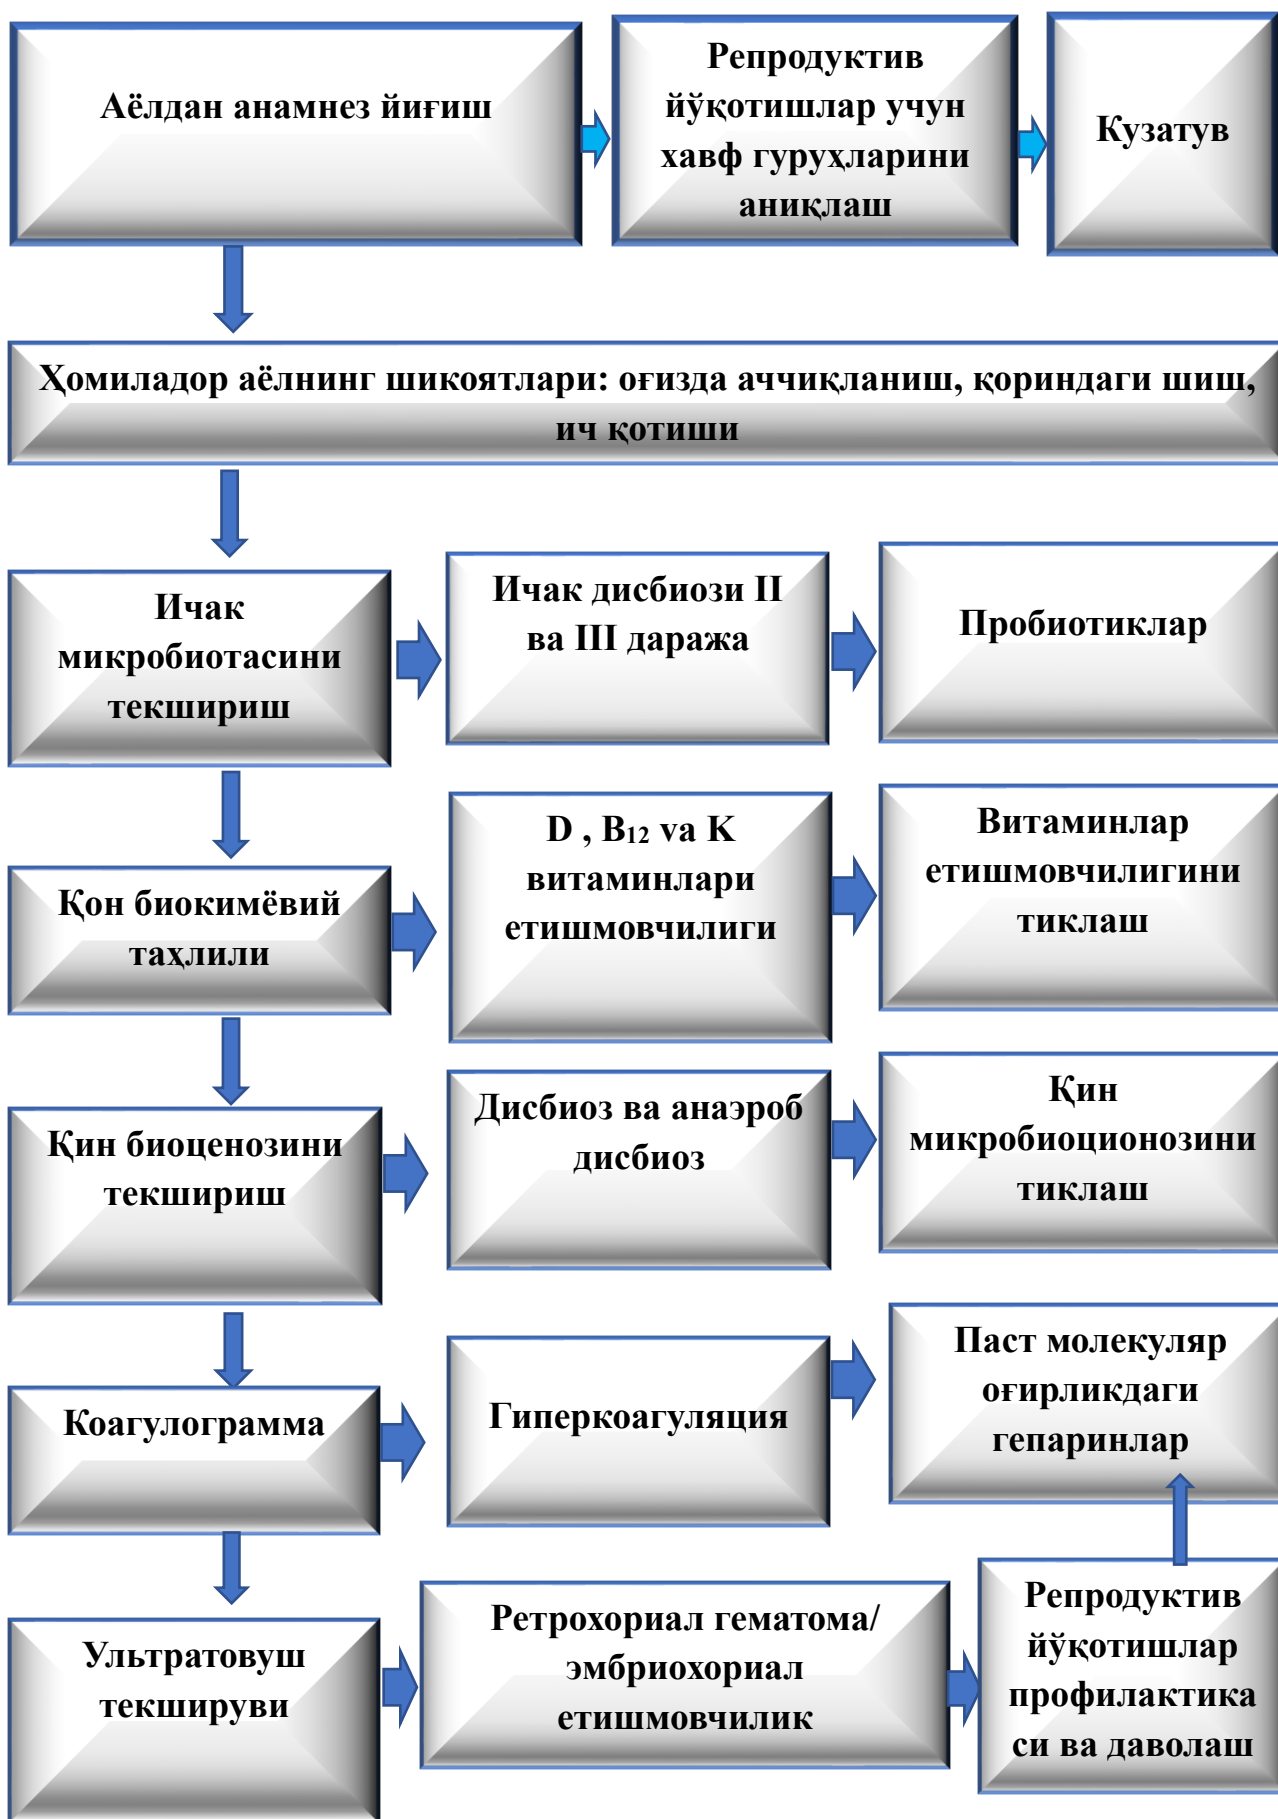 Аёлдан анамнез йиғиш
Репродуктив
йўқотишлар учун
хавф гуруҳларини
аниқлаш
Кузатув
Ҳомиладор аёлнинг шикоятлари: оғизда аччиқланиш, қориндаги шиш,
ич қотиши
Ичак
микробиотасини
текшириш
Ичак дисбиози II
ва III даража
Пробиотиклар
Қон биокимёвий
таҳлили
D , B₁₂ va K
витаминлари
етишмовчилиги
Витаминлар
етишмовчилигини
тиклаш
Қин биоценозини
текшириш
Дисбиоз ва анаэроб
дисбиоз
Қин
микробиоционозини
тиклаш
Коагулограмма
Гиперкоагуляция
Паст молекуляр
оғирликдаги
гепаринлар
Ультратовуш
текшируви
Ретрохориал гематома/
эмбриохориал
етишмовчилик
Репродуктив
йўқотишлар
профилактика
си ва даволаш